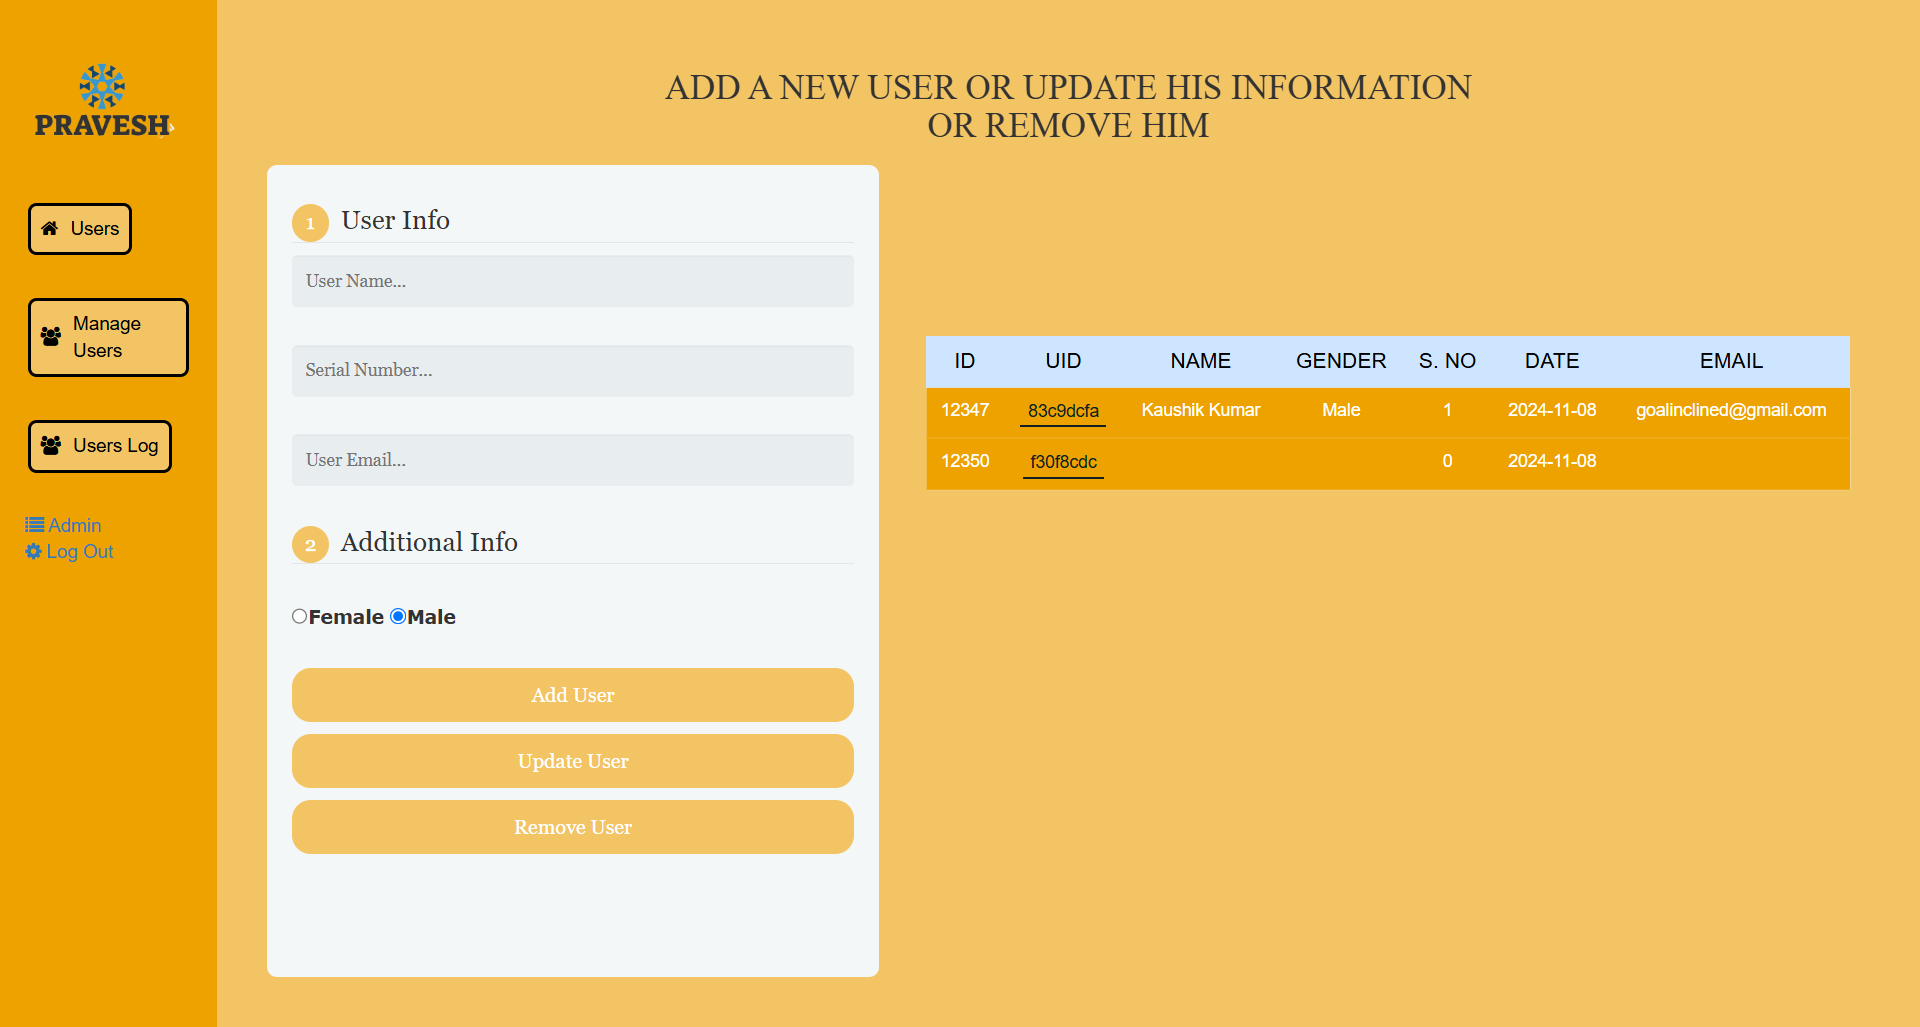 PRAVESH
Users
Manage
Users
Users Log
Admin
Log Out
ADD A NEW USER OR UPDATE HIS INFORMATION
OR REMOVE HIM
1 User Info
User Name...
Serial Number...
User Email...
2 Additional Info
Female Male
Add User
Update User
Remove User
ID UID NAME GENDER S. NO DATE EMAIL
12347 83c9dcfa Kaushik Kumar Male 1 2024-11-08 goalinclined@gmail.com
12350 f30f8cdc 0 2024-11-08